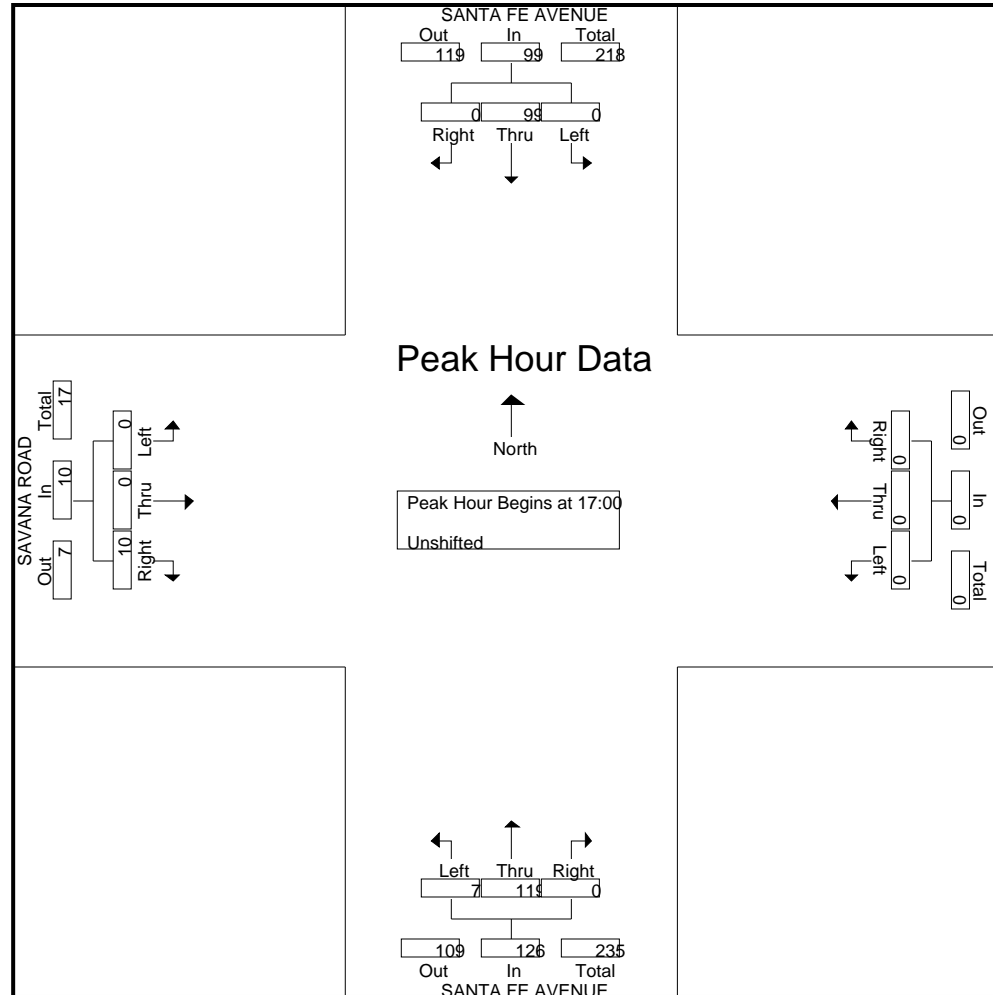 SANTA FE AVENUE
Out In Total
119 99 218
0 99 0
Right Thru Left
Peak Hour Data
North
Peak Hour Begins at 17:00
Unshifted
SAVANA ROAD
Total In Out
17 10 7
0 0 10
Left Thru Right
Out In Total
0 0 0
0 0 0
Right Thru Left
Left Thru Right
7 119 0
109 126 235
Out In Total
SANTA FE AVENUE